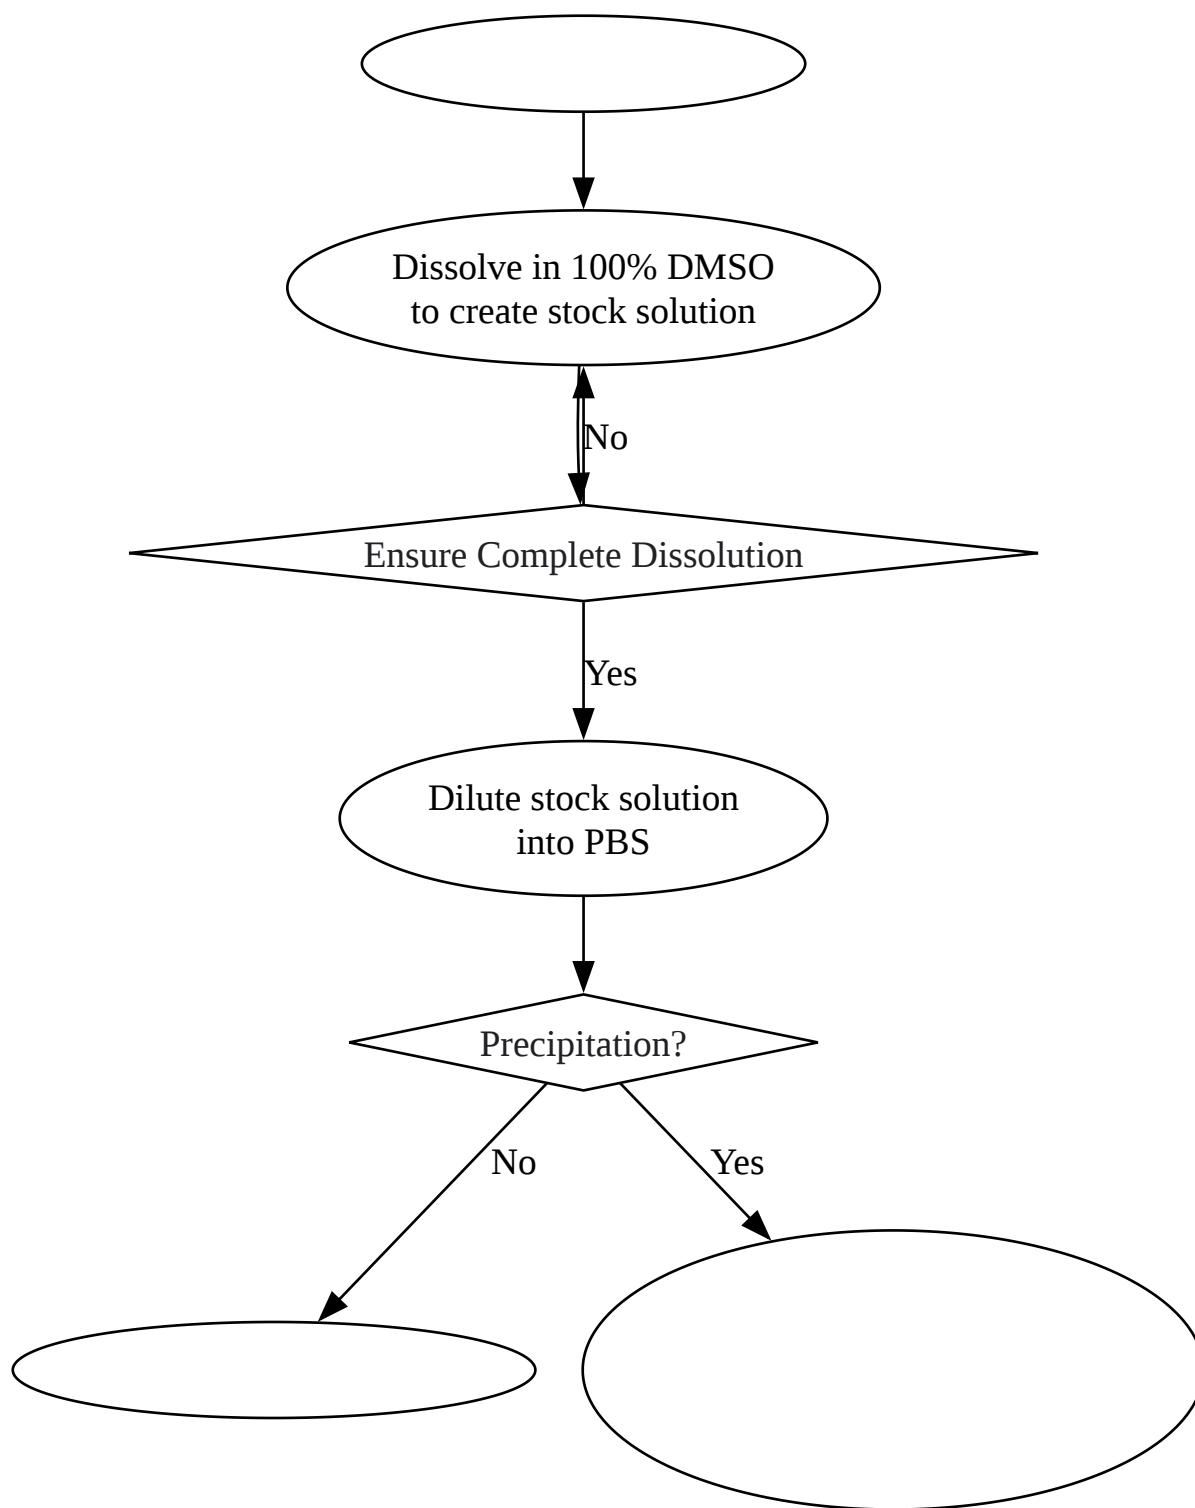 Dissolve in 100% DMSO
to create stock solution
No
Ensure Complete Dissolution
Yes
Dilute stock solution
into PBS
Precipitation?
No
Yes